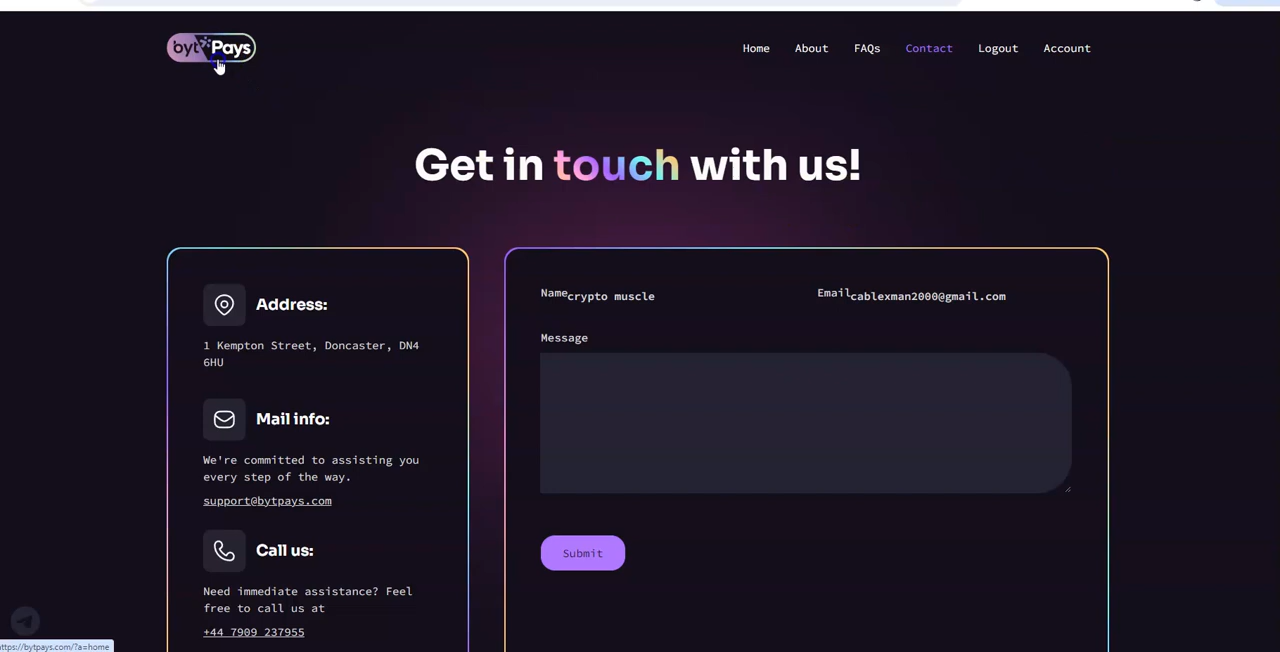 bytPays
Home About FAQs Contact Logout Account
Get in touch with us!
Address:
1 Kempton Street, Doncaster, DN4
6HU
Mail info:
We're committed to assisting you
every step of the way.
support@bytpays.com
Call us:
Need immediate assistance? Feel
free to call us at
+44 7909 237955
Name crypto muscle
Email cablexman2000@gmail.com
Message
Submit
https://bytpays.com/?a=home